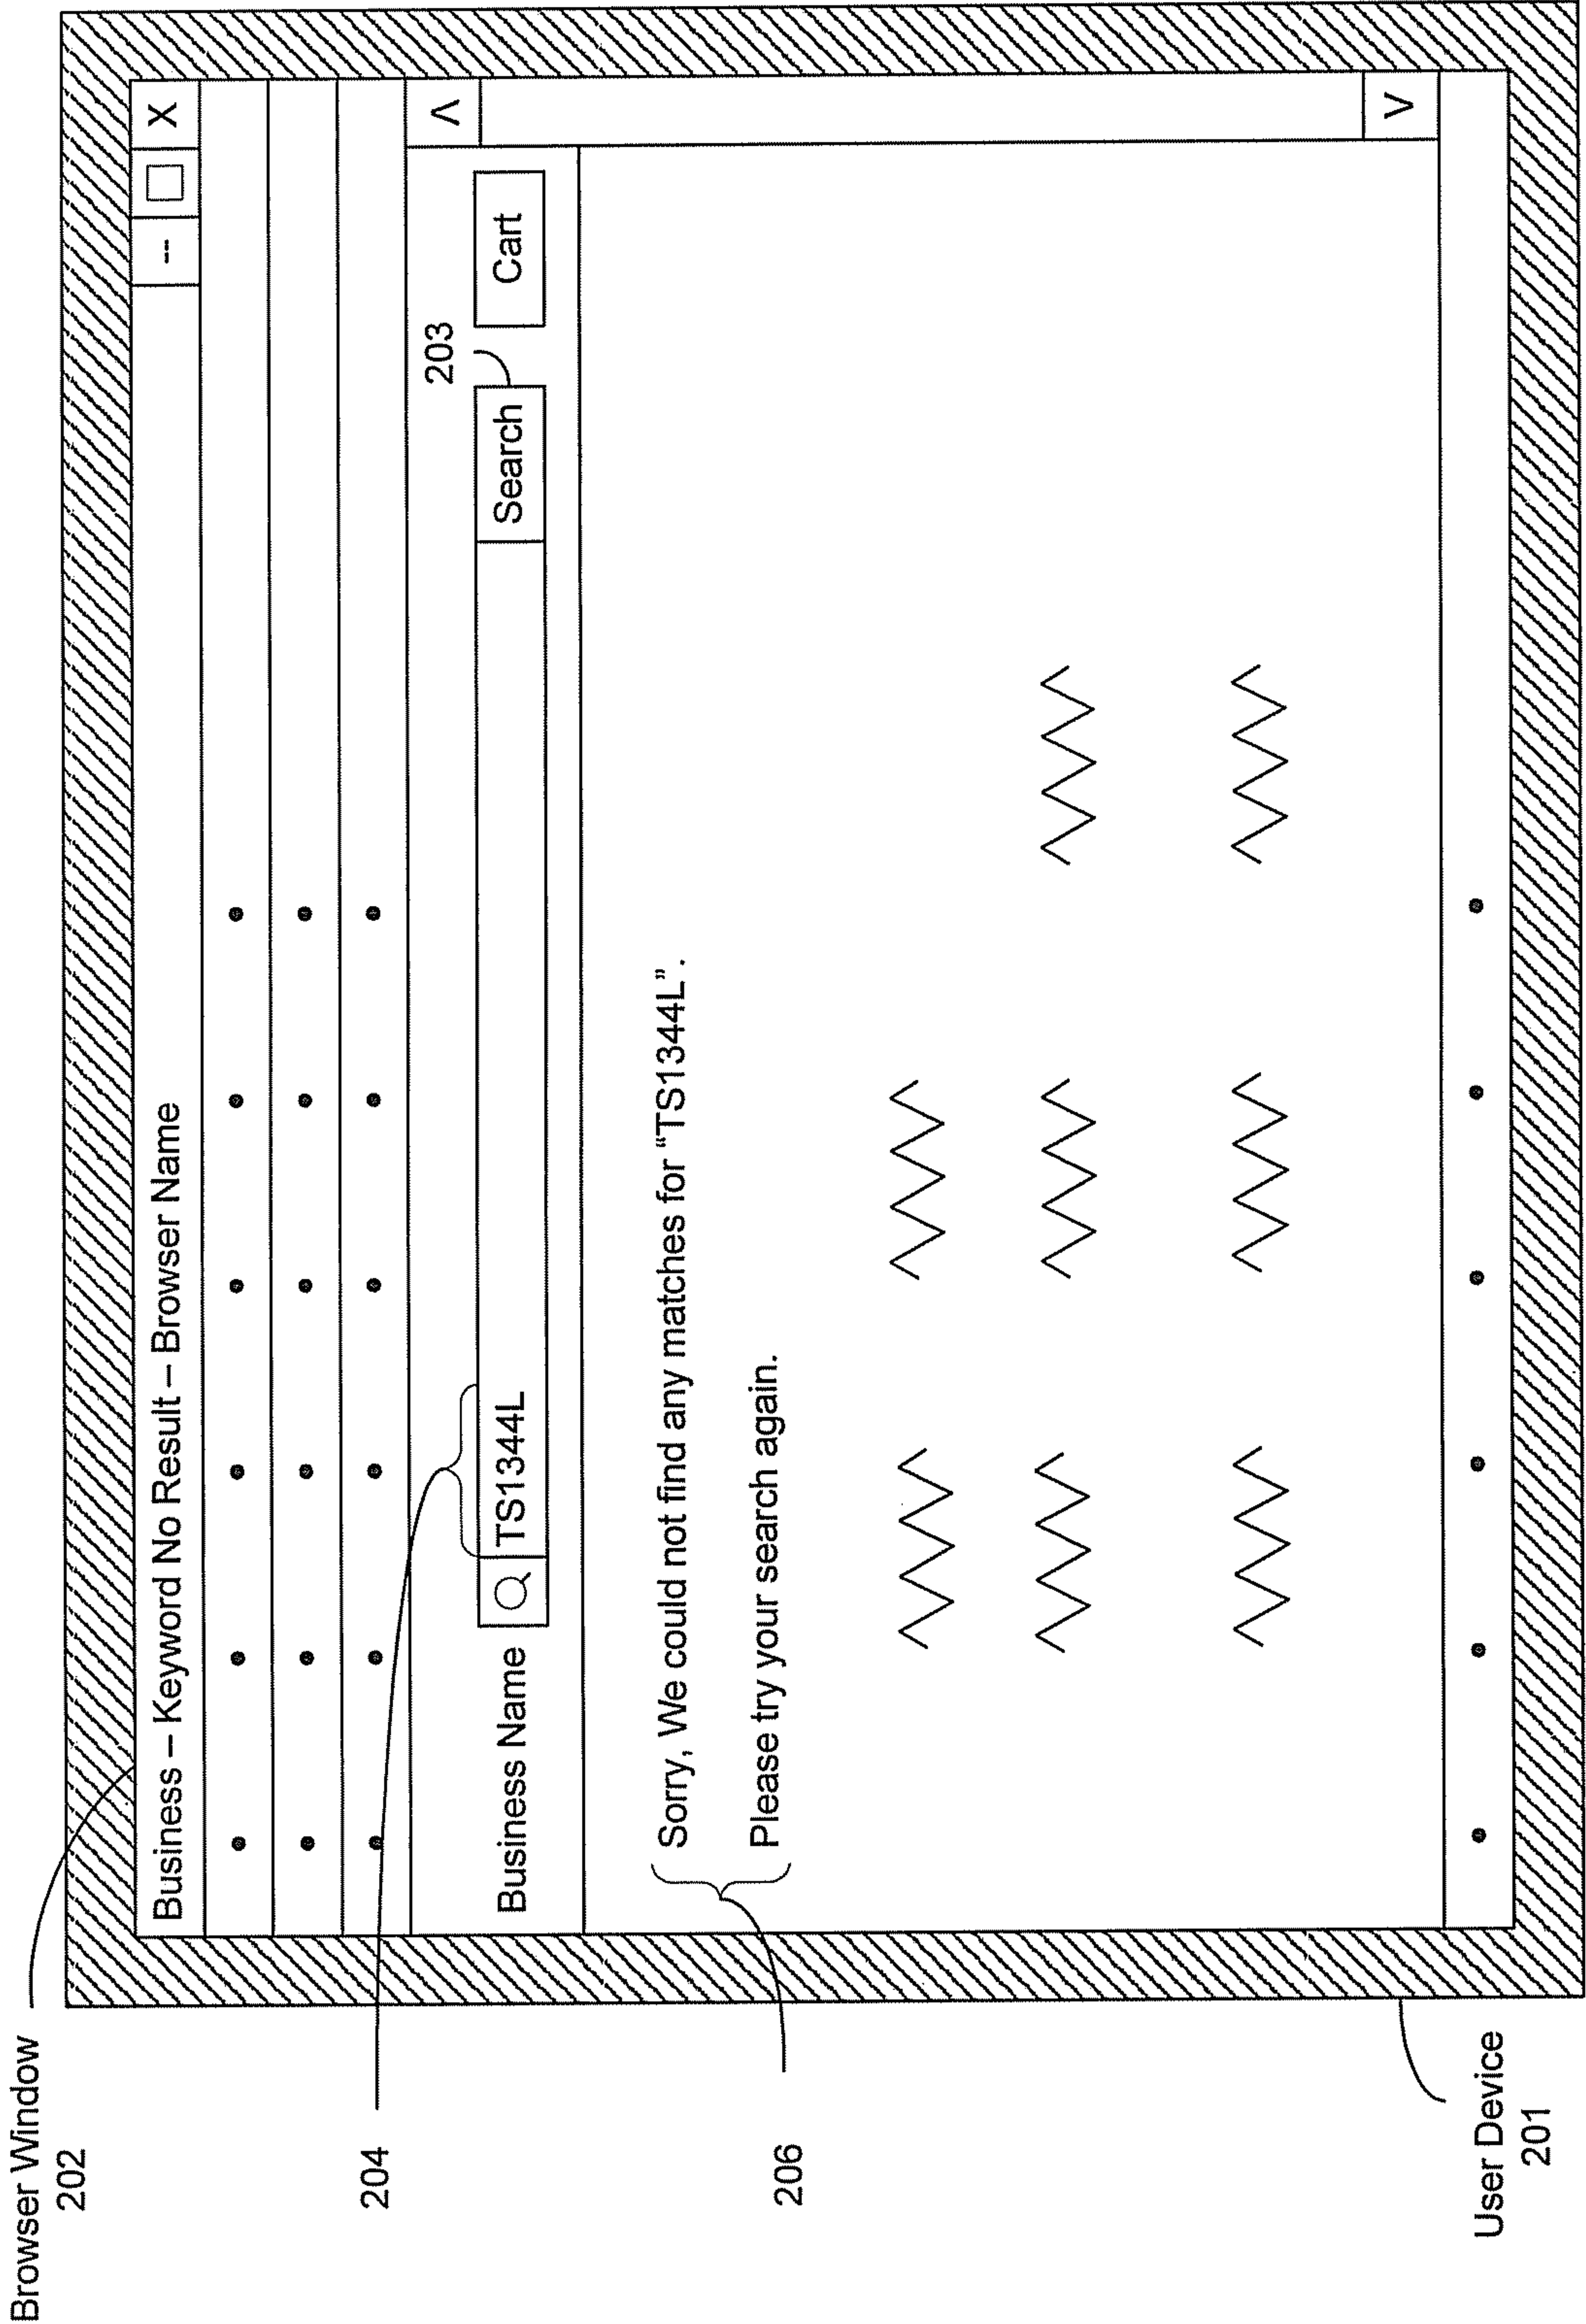 Browser Window
202
Business – Keyword No Result – Browser Name
-- X
204
203
Business Name TS1344L Search Cart
206
Sorry, We could not find any matches for “TS1344L” .
Please try your search again.
User Device
201